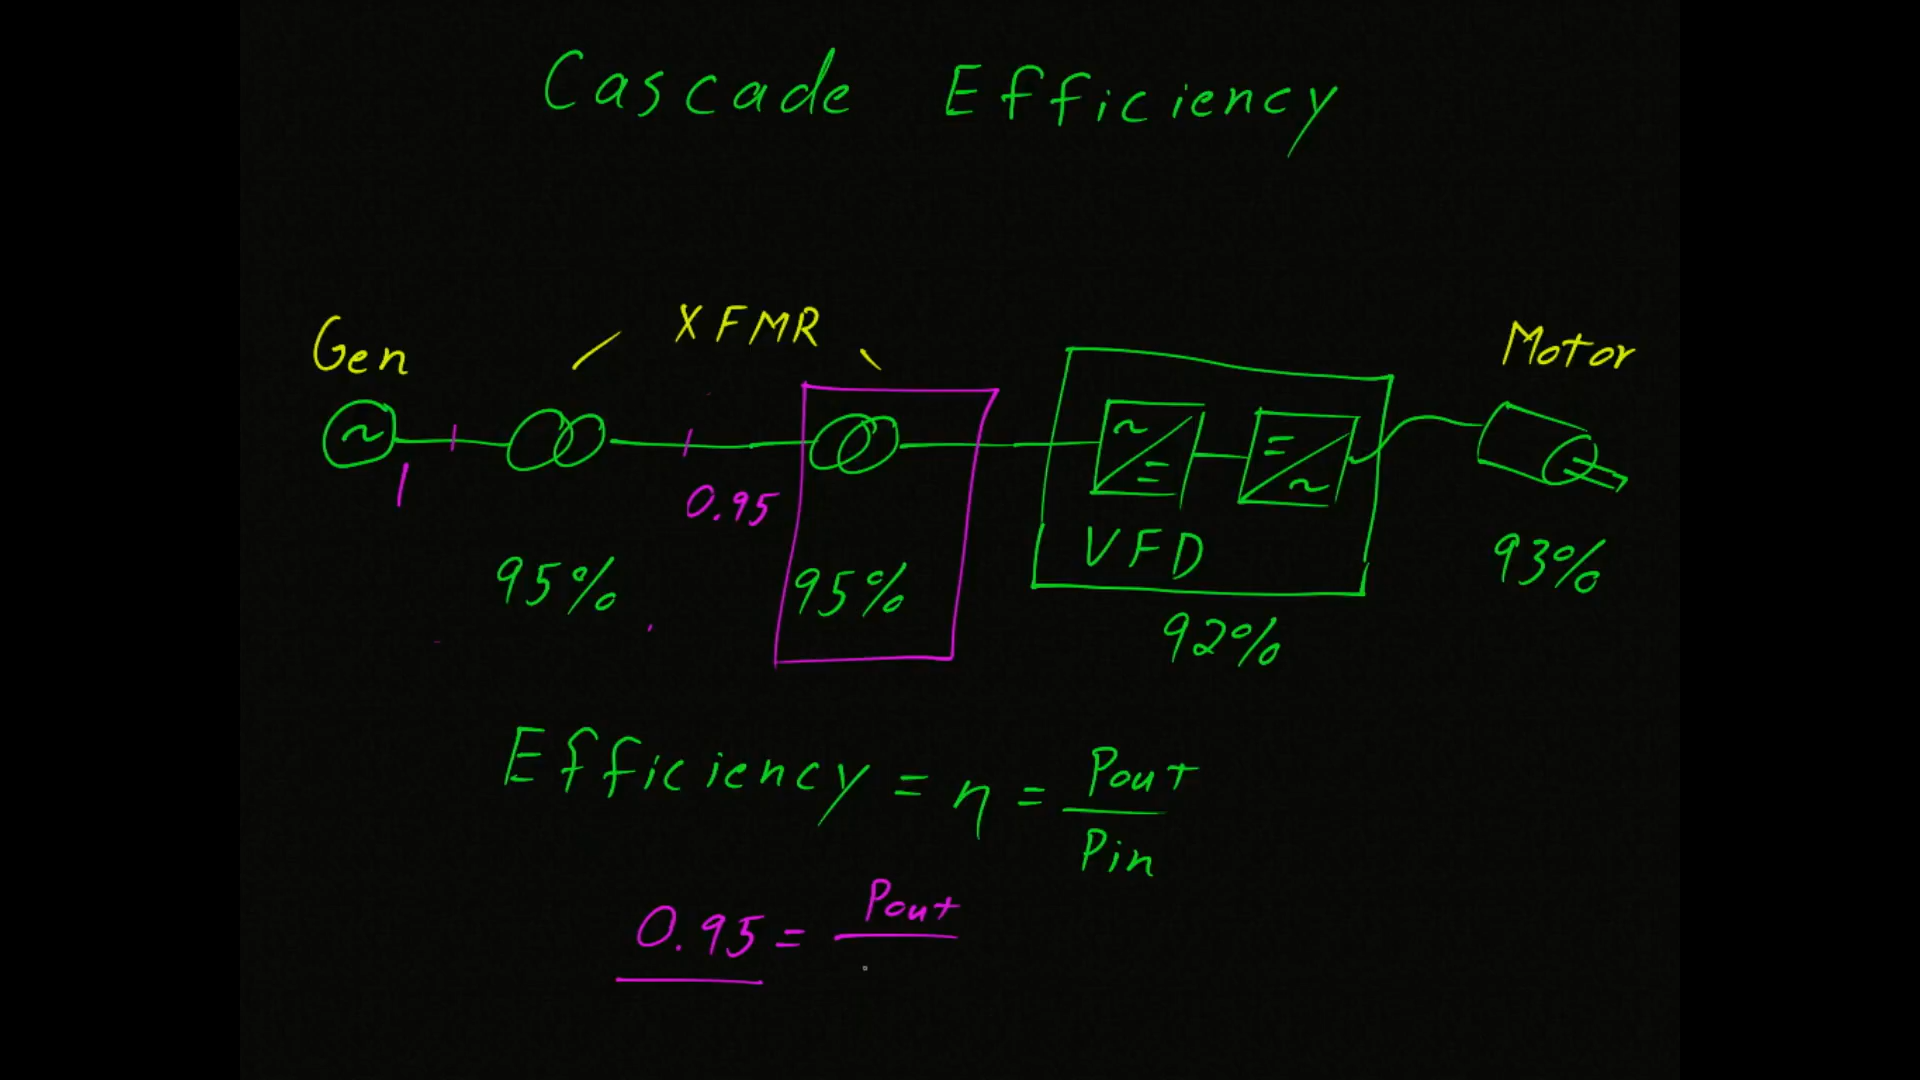 Cascade Efficiency
Gen
XFMR
Motor
~
~
=
=
~
1
0.95
95%
95%
VFD
92%
93%
Efficiency = η = Pout
Pin
0.95 = Pout